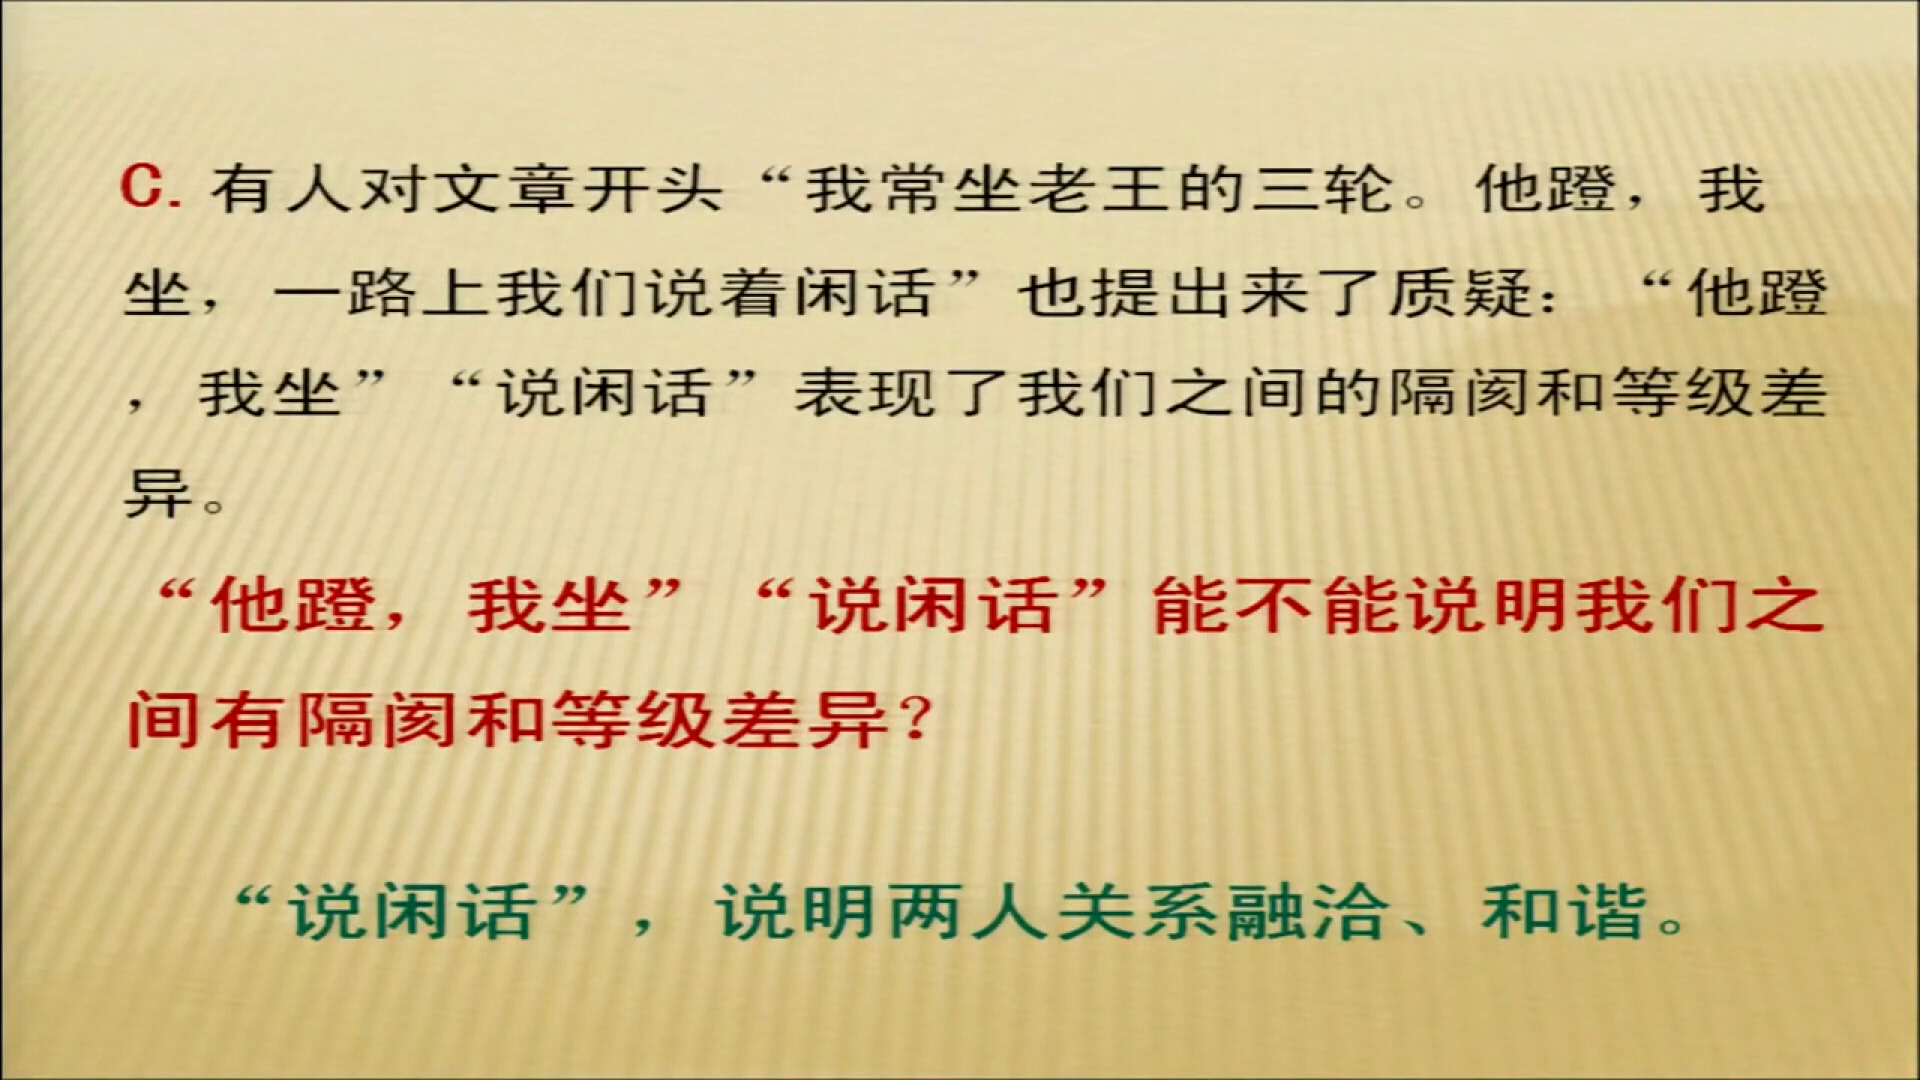 C. 有人对文章开头“我常坐老王的三轮。他蹬，我
坐，一路上我们说着闲话”也提出来了质疑：“他蹬
，我坐”“说闲话”表现了我们之间的隔阂和等级差
异。
“他蹬，我坐”“说闲话”能不能说明我们之
间有隔阂和等级差异？
“说闲话”，说明两人关系融洽、和谐。